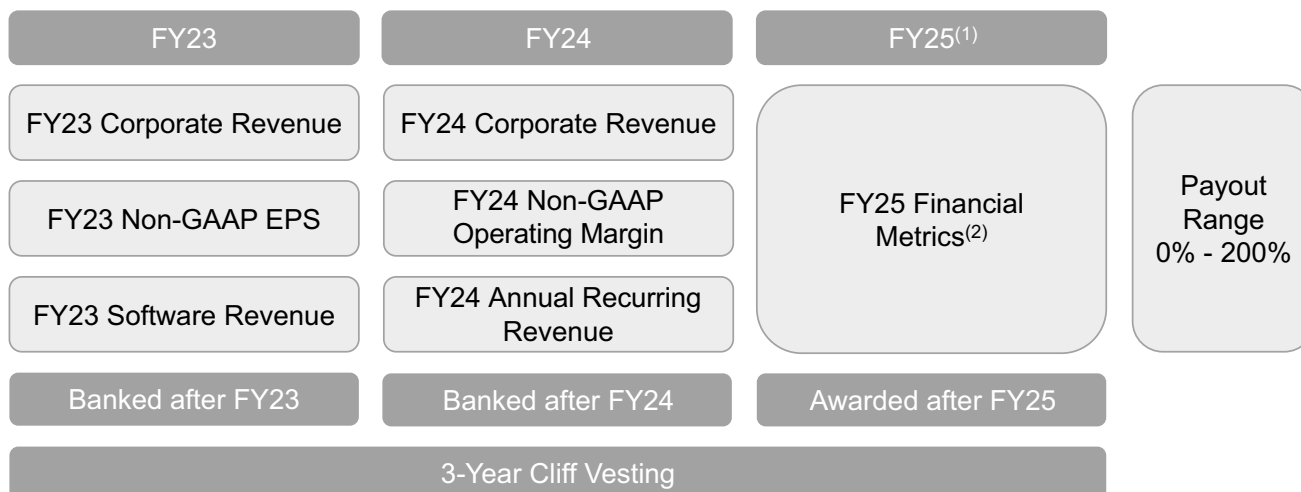 FY23
FY24
FY25(1)
FY23 Corporate Revenue
FY24 Corporate Revenue
FY23 Non-GAAP EPS
FY24 Non-GAAP
Operating Margin
FY23 Software Revenue
FY24 Annual Recurring
Revenue
FY25 Financial
Metrics(2)
Payout
Range
0% - 200%
Banked after FY23
Banked after FY24
Awarded after FY25
3-Year Cliff Vesting